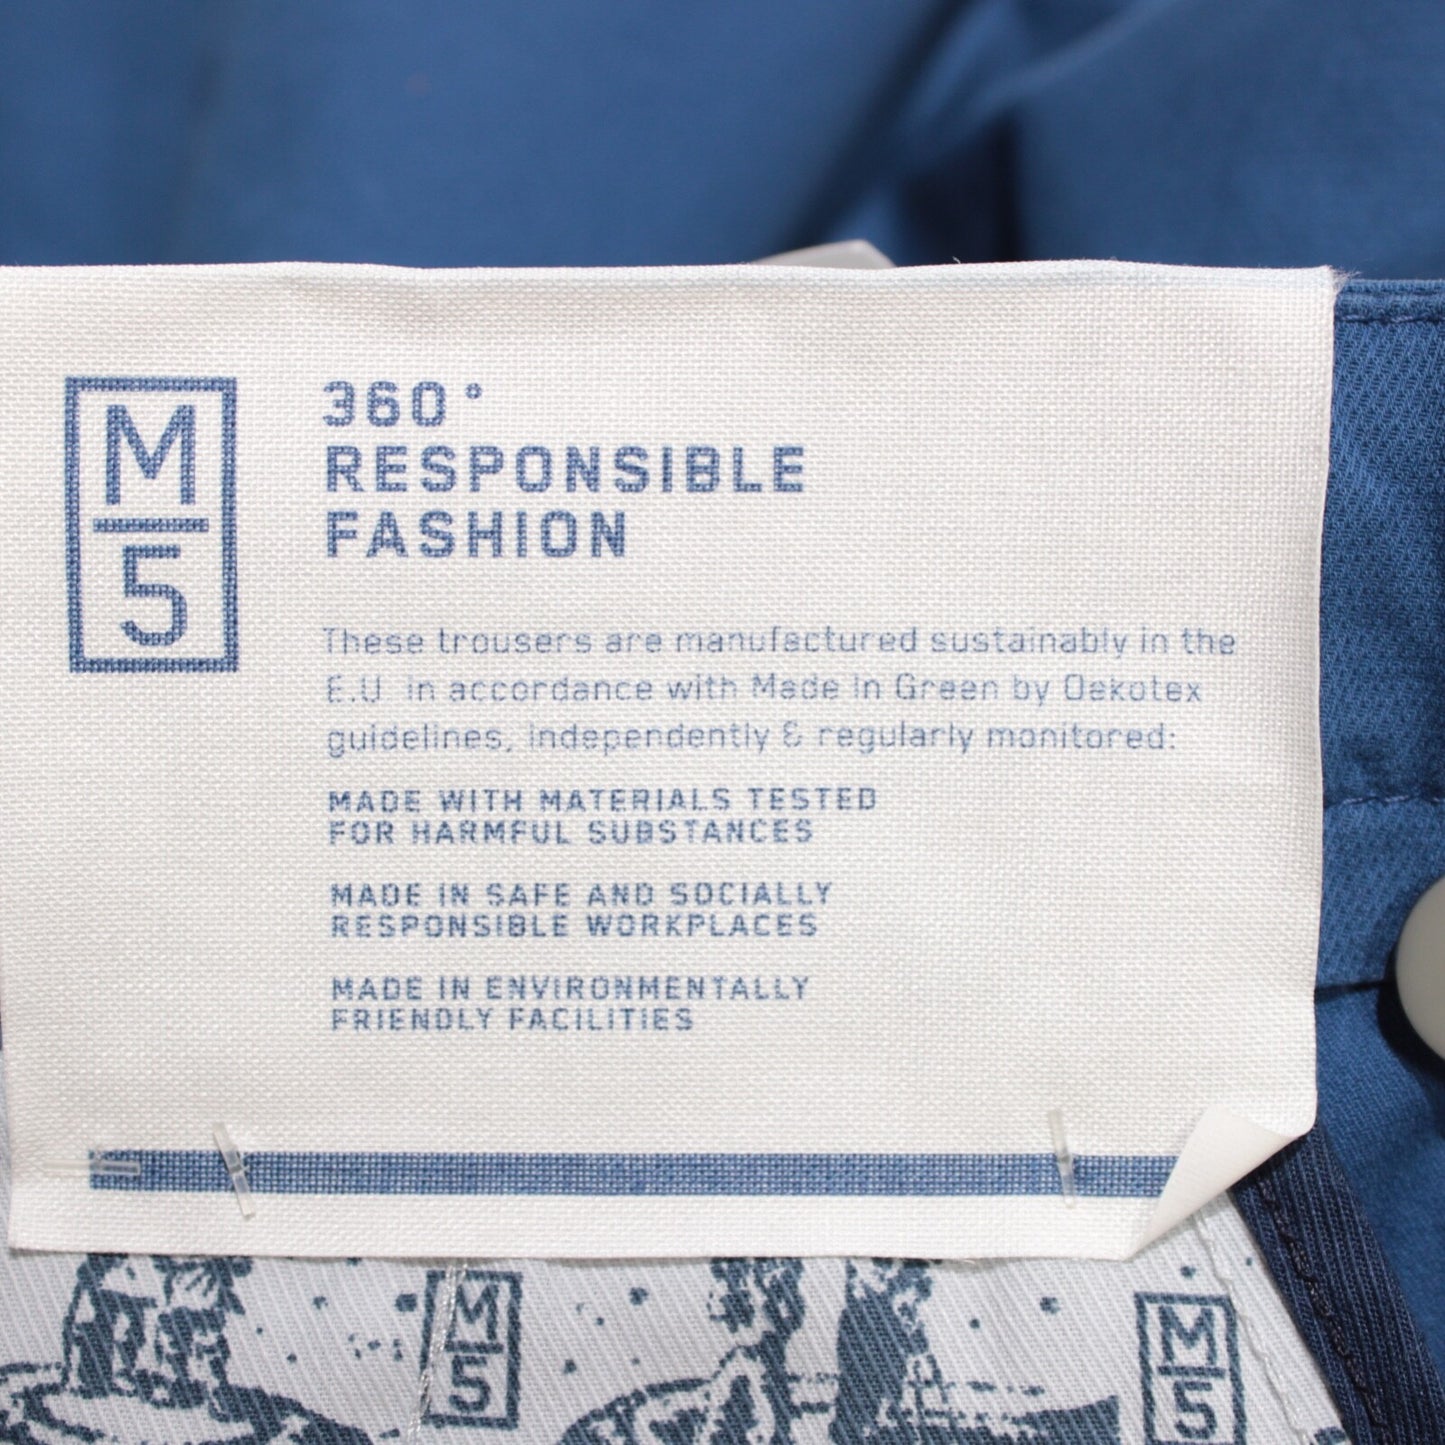 M
5
360°
RESPONSIBLE
FASHION
These trousers are manufactured sustainably in the
E.U in accordance with Made In Green by Oekotex
guidelines, independently & regularly monitored:
MADE WITH MATERIALS TESTED
FOR HARMFUL SUBSTANCES
MADE IN SAFE AND SOCIALLY
RESPONSIBLE WORKPLACES
MADE IN ENVIRONMENTALLY
FRIENDLY FACILITIES
M
5
M
5